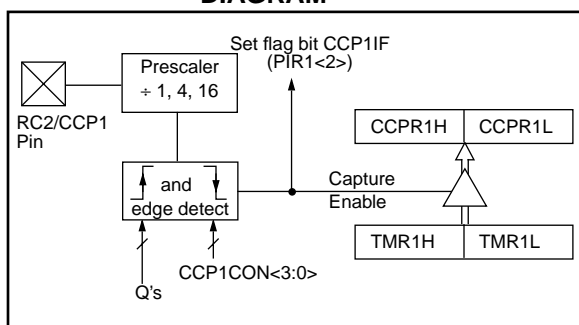 DIAGRAM
Set flag bit CCP1IF
(PIR1<2>)
Prescaler
÷ 1, 4, 16
RC2/CCP1
Pin
CCPR1H
CCPR1L
and
edge detect
Capture
Enable
TMR1H
TMR1L
CCP1CON<3:0>
Q's